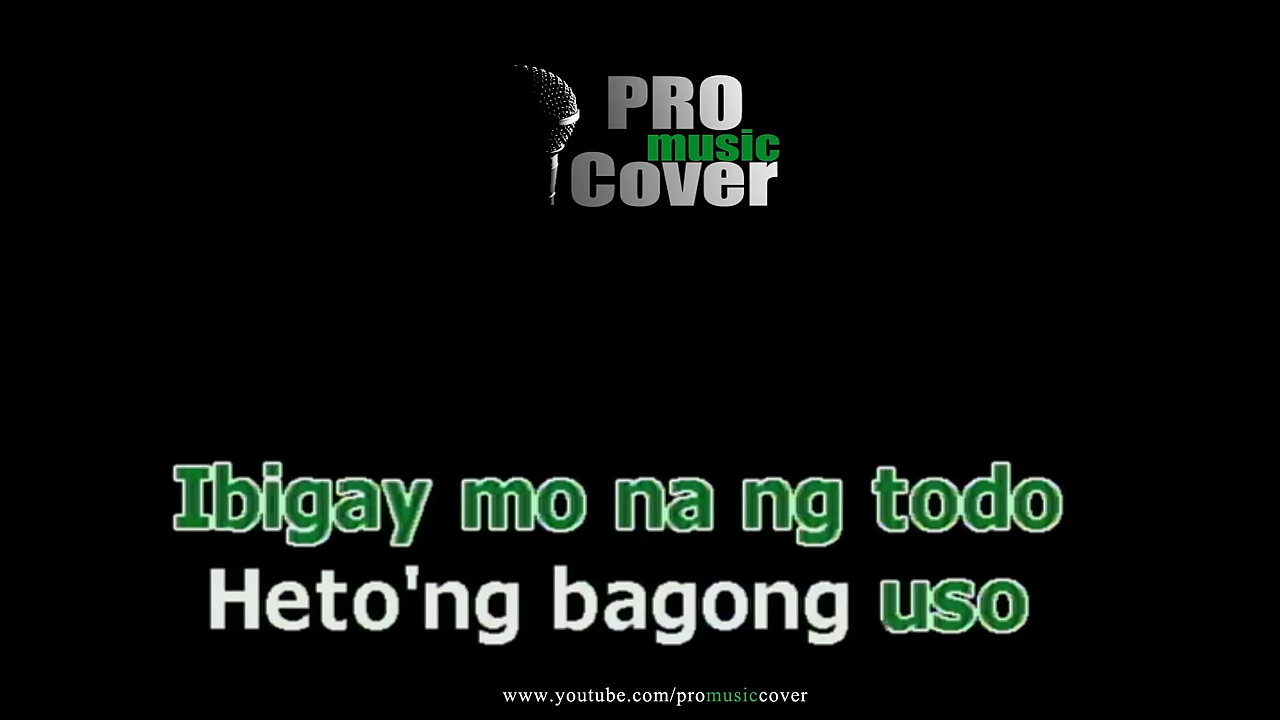 PRO
music
Cover
Ibigay mo na ng todo
Heto'ng bagong uso
www.youtube.com/promusiccover